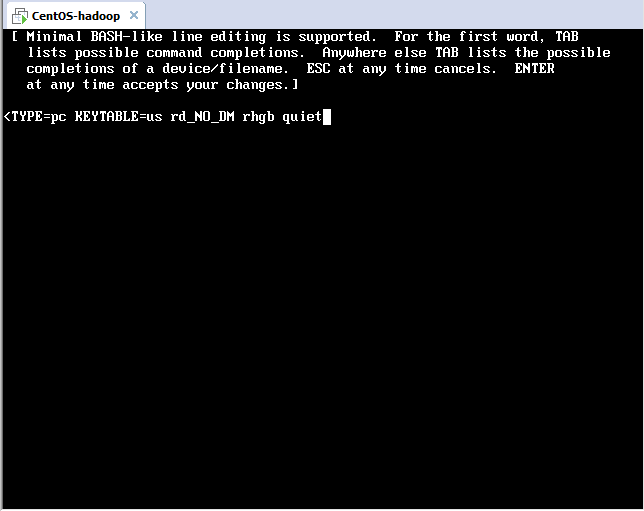 CentOS-hadoop
[ Minimal BASH-like line editing is supported.  For the first word, TAB
lists possible command completions.  Anywhere else TAB lists the possible
completions of a device/filename.  ESC at any time cancels.  ENTER
at any time accepts your changes.]
<TYPE=pc KEYTABLE=us rd_NO_DM rhgb quiet